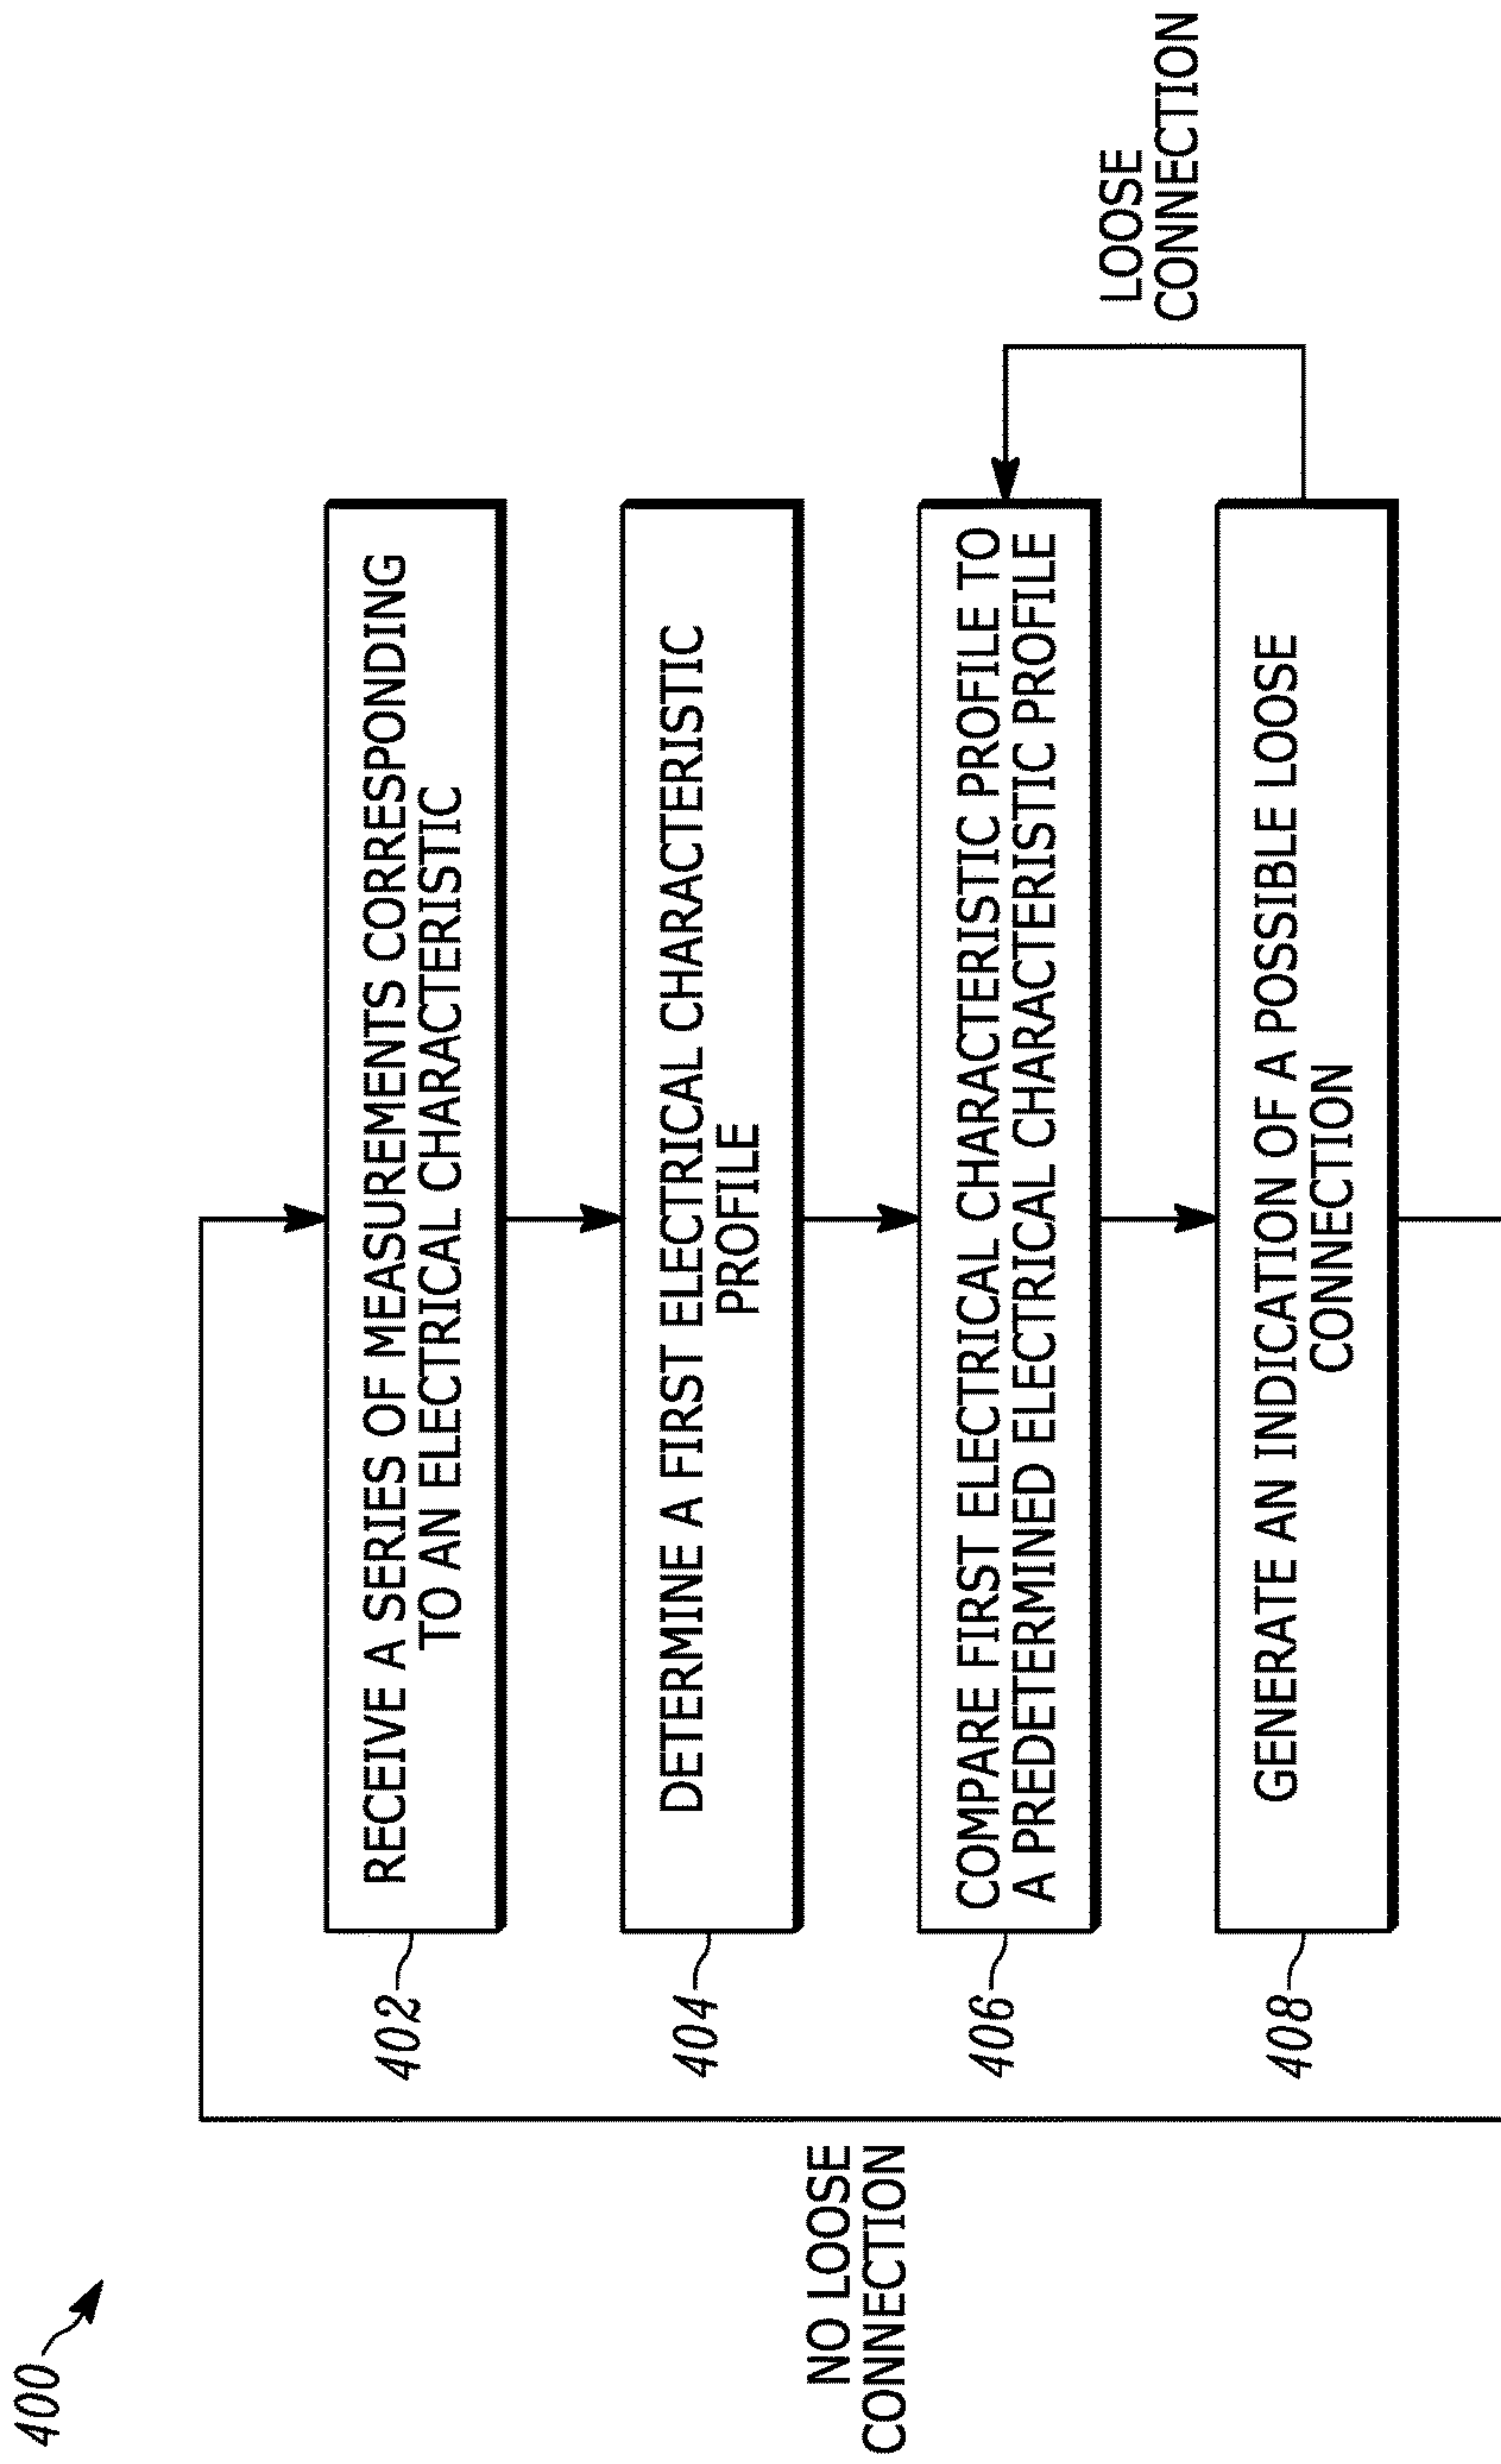 400
402
RECEIVE A SERIES OF MEASUREMENTS CORRESPONDING
TO AN ELECTRICAL CHARACTERISTIC
404
DETERMINE A FIRST ELECTRICAL CHARACTERISTIC
PROFILE
NO LOOSE
CONNECTION
406
COMPARE FIRST ELECTRICAL CHARACTERISTIC PROFILE TO
A PREDETERMINED ELECTRICAL CHARACTERISTIC PROFILE
LOOSE
CONNECTION
408
GENERATE AN INDICATION OF A POSSIBLE LOOSE
CONNECTION